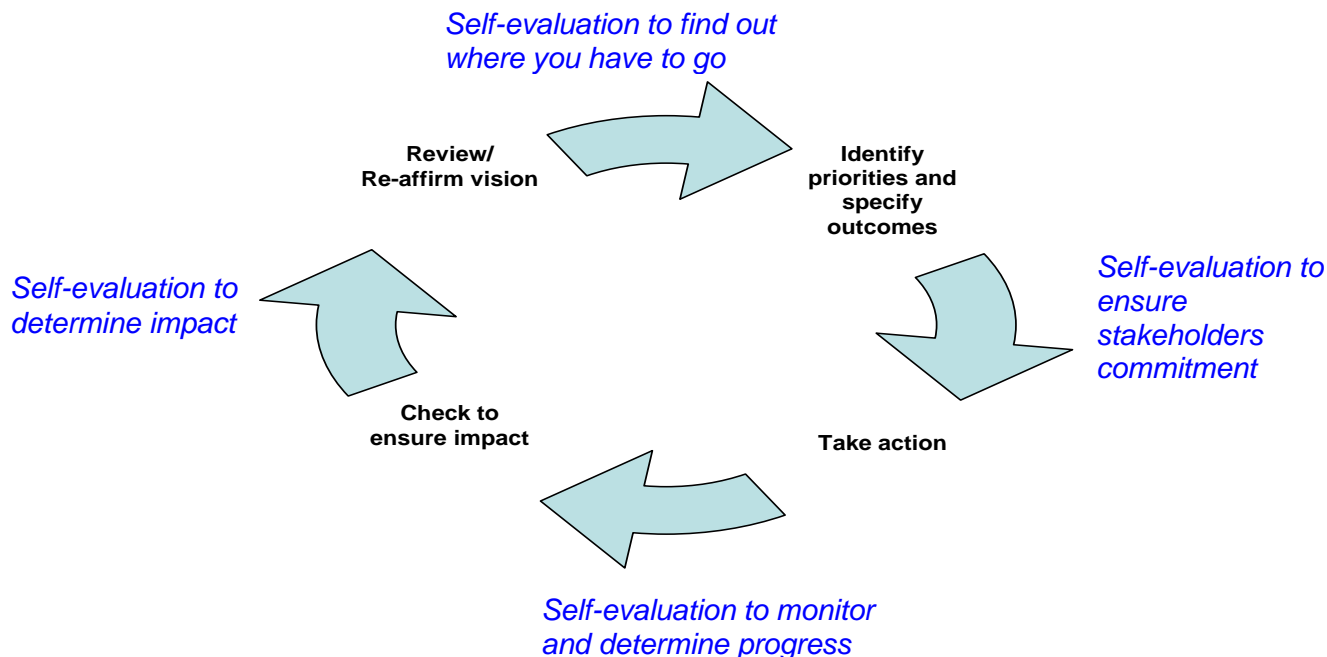 Self-evaluation to find out
where you have to go
Review/
Re-affirm vision
Identify
priorities and
specify
outcomes
Self-evaluation to
ensure
stakeholders
commitment
Take action
Self-evaluation to monitor
and determine progress
Check to
ensure impact
Self-evaluation to
determine impact